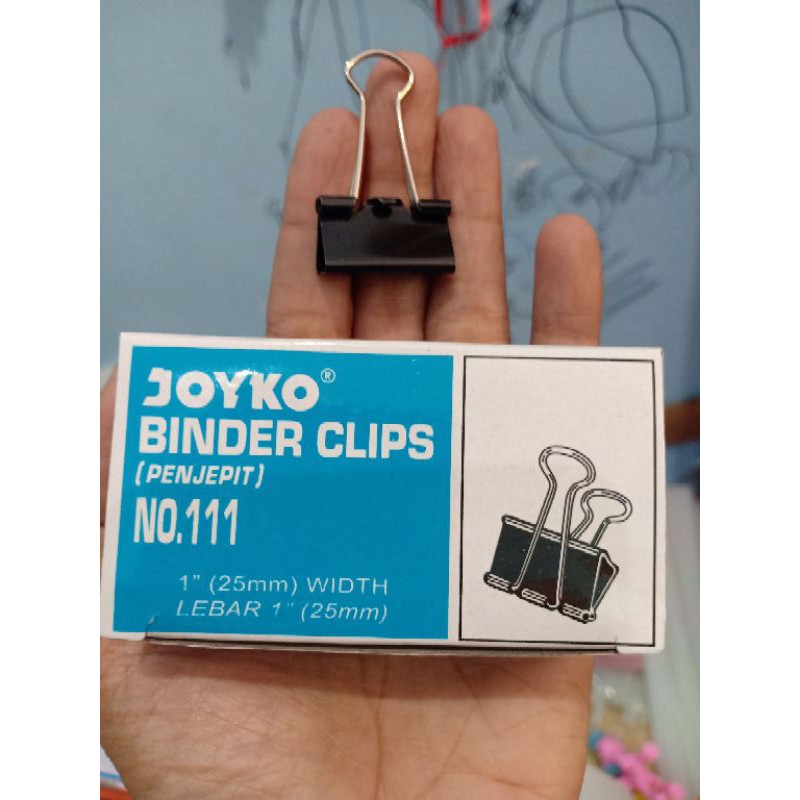 JOYKO®
BINDER CLIPS
(PENJEPIT)
NO.111
1" (25mm) WIDTH
LEBAR 1" (25mm)